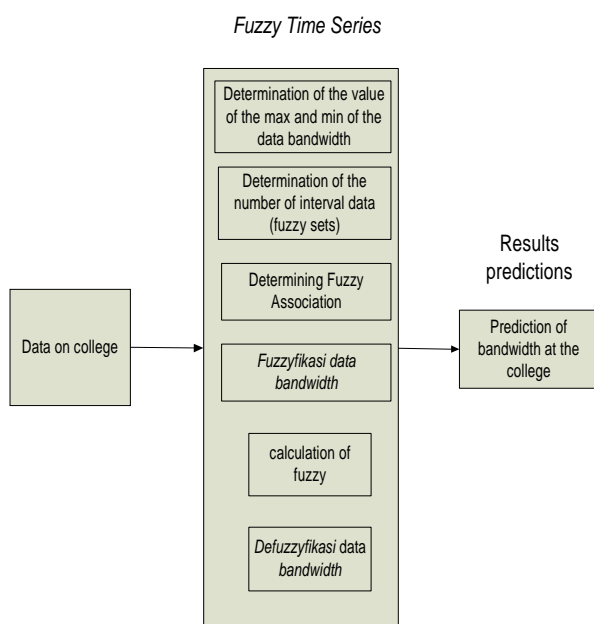 Fuzzy Time Series
Determination of the value
of the max and min of the
data bandwidth
Determination of the
number of interval data
(fuzzy sets)
Determining Fuzzy
Association
Fuzzyfikasi data
bandwidth
calculation of
fuzzy
Defuzzyfikasi data
bandwidth
Data on college
Results
predictions
Prediction of
bandwidth at the
college